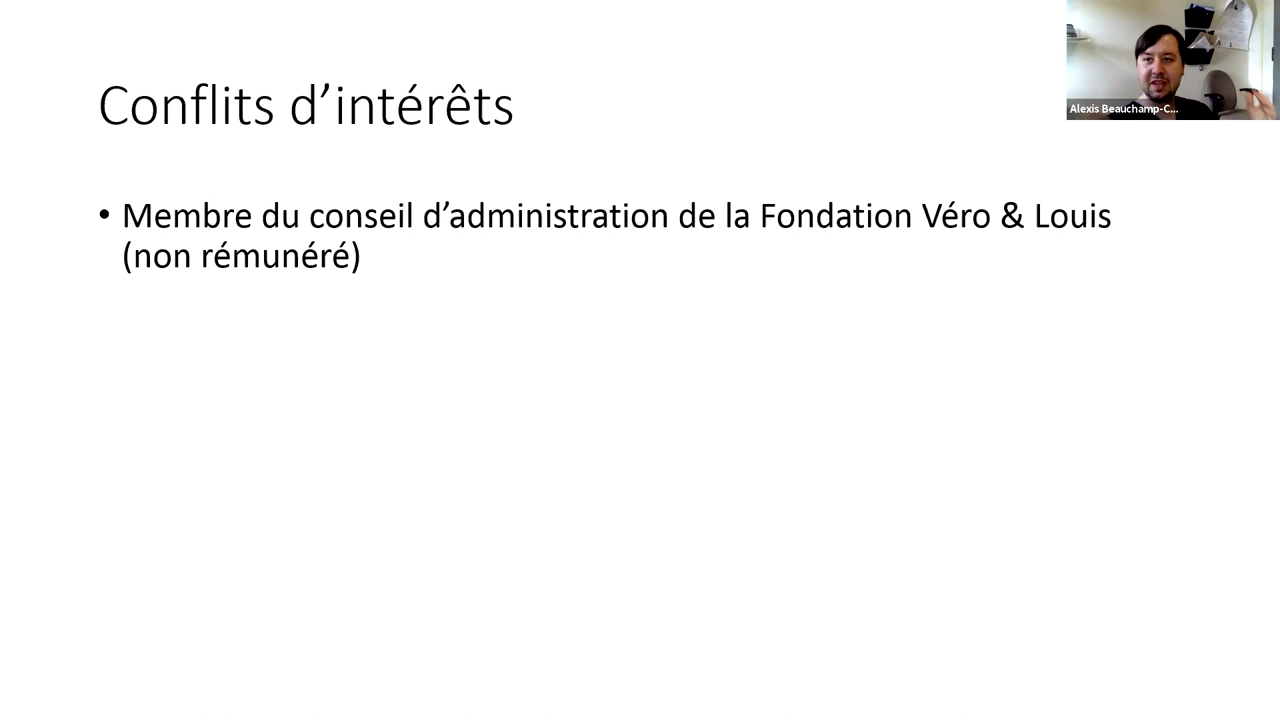 Conflits d’intérêts
Alexis Beauchamp-C...
• Membre du conseil d’administration de la Fondation Véro & Louis
(non rémunéré)